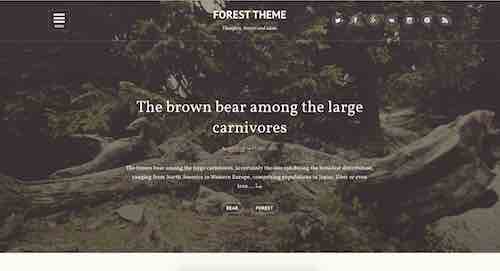 FOREST THEME
Thoughts, stories and ideas.
The brown bear among the large
carnivores
The brown bear among the large carnivores, is certainly the one exhibiting the broadest distribution,
ranging from North America to Western Europe, comprising populations in Japan, Tibet or even
Iran
BEAR
FOREST